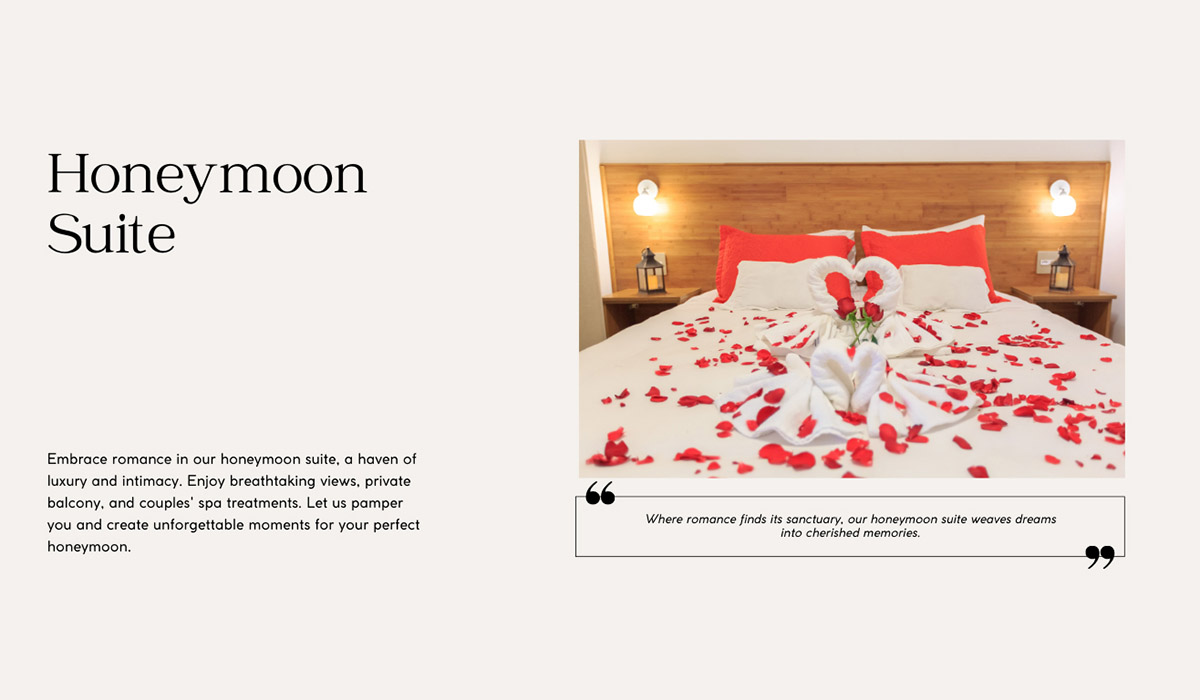 Honeymoon
Suite
Embrace romance in our honeymoon suite, a haven of
luxury and intimacy. Enjoy breathtaking views, private
balcony, and couples' spa treatments. Let us pamper
you and create unforgettable moments for your perfect
honeymoon.
“
Where romance finds its sanctuary, our honeymoon suite weaves dreams
into cherished memories.
”